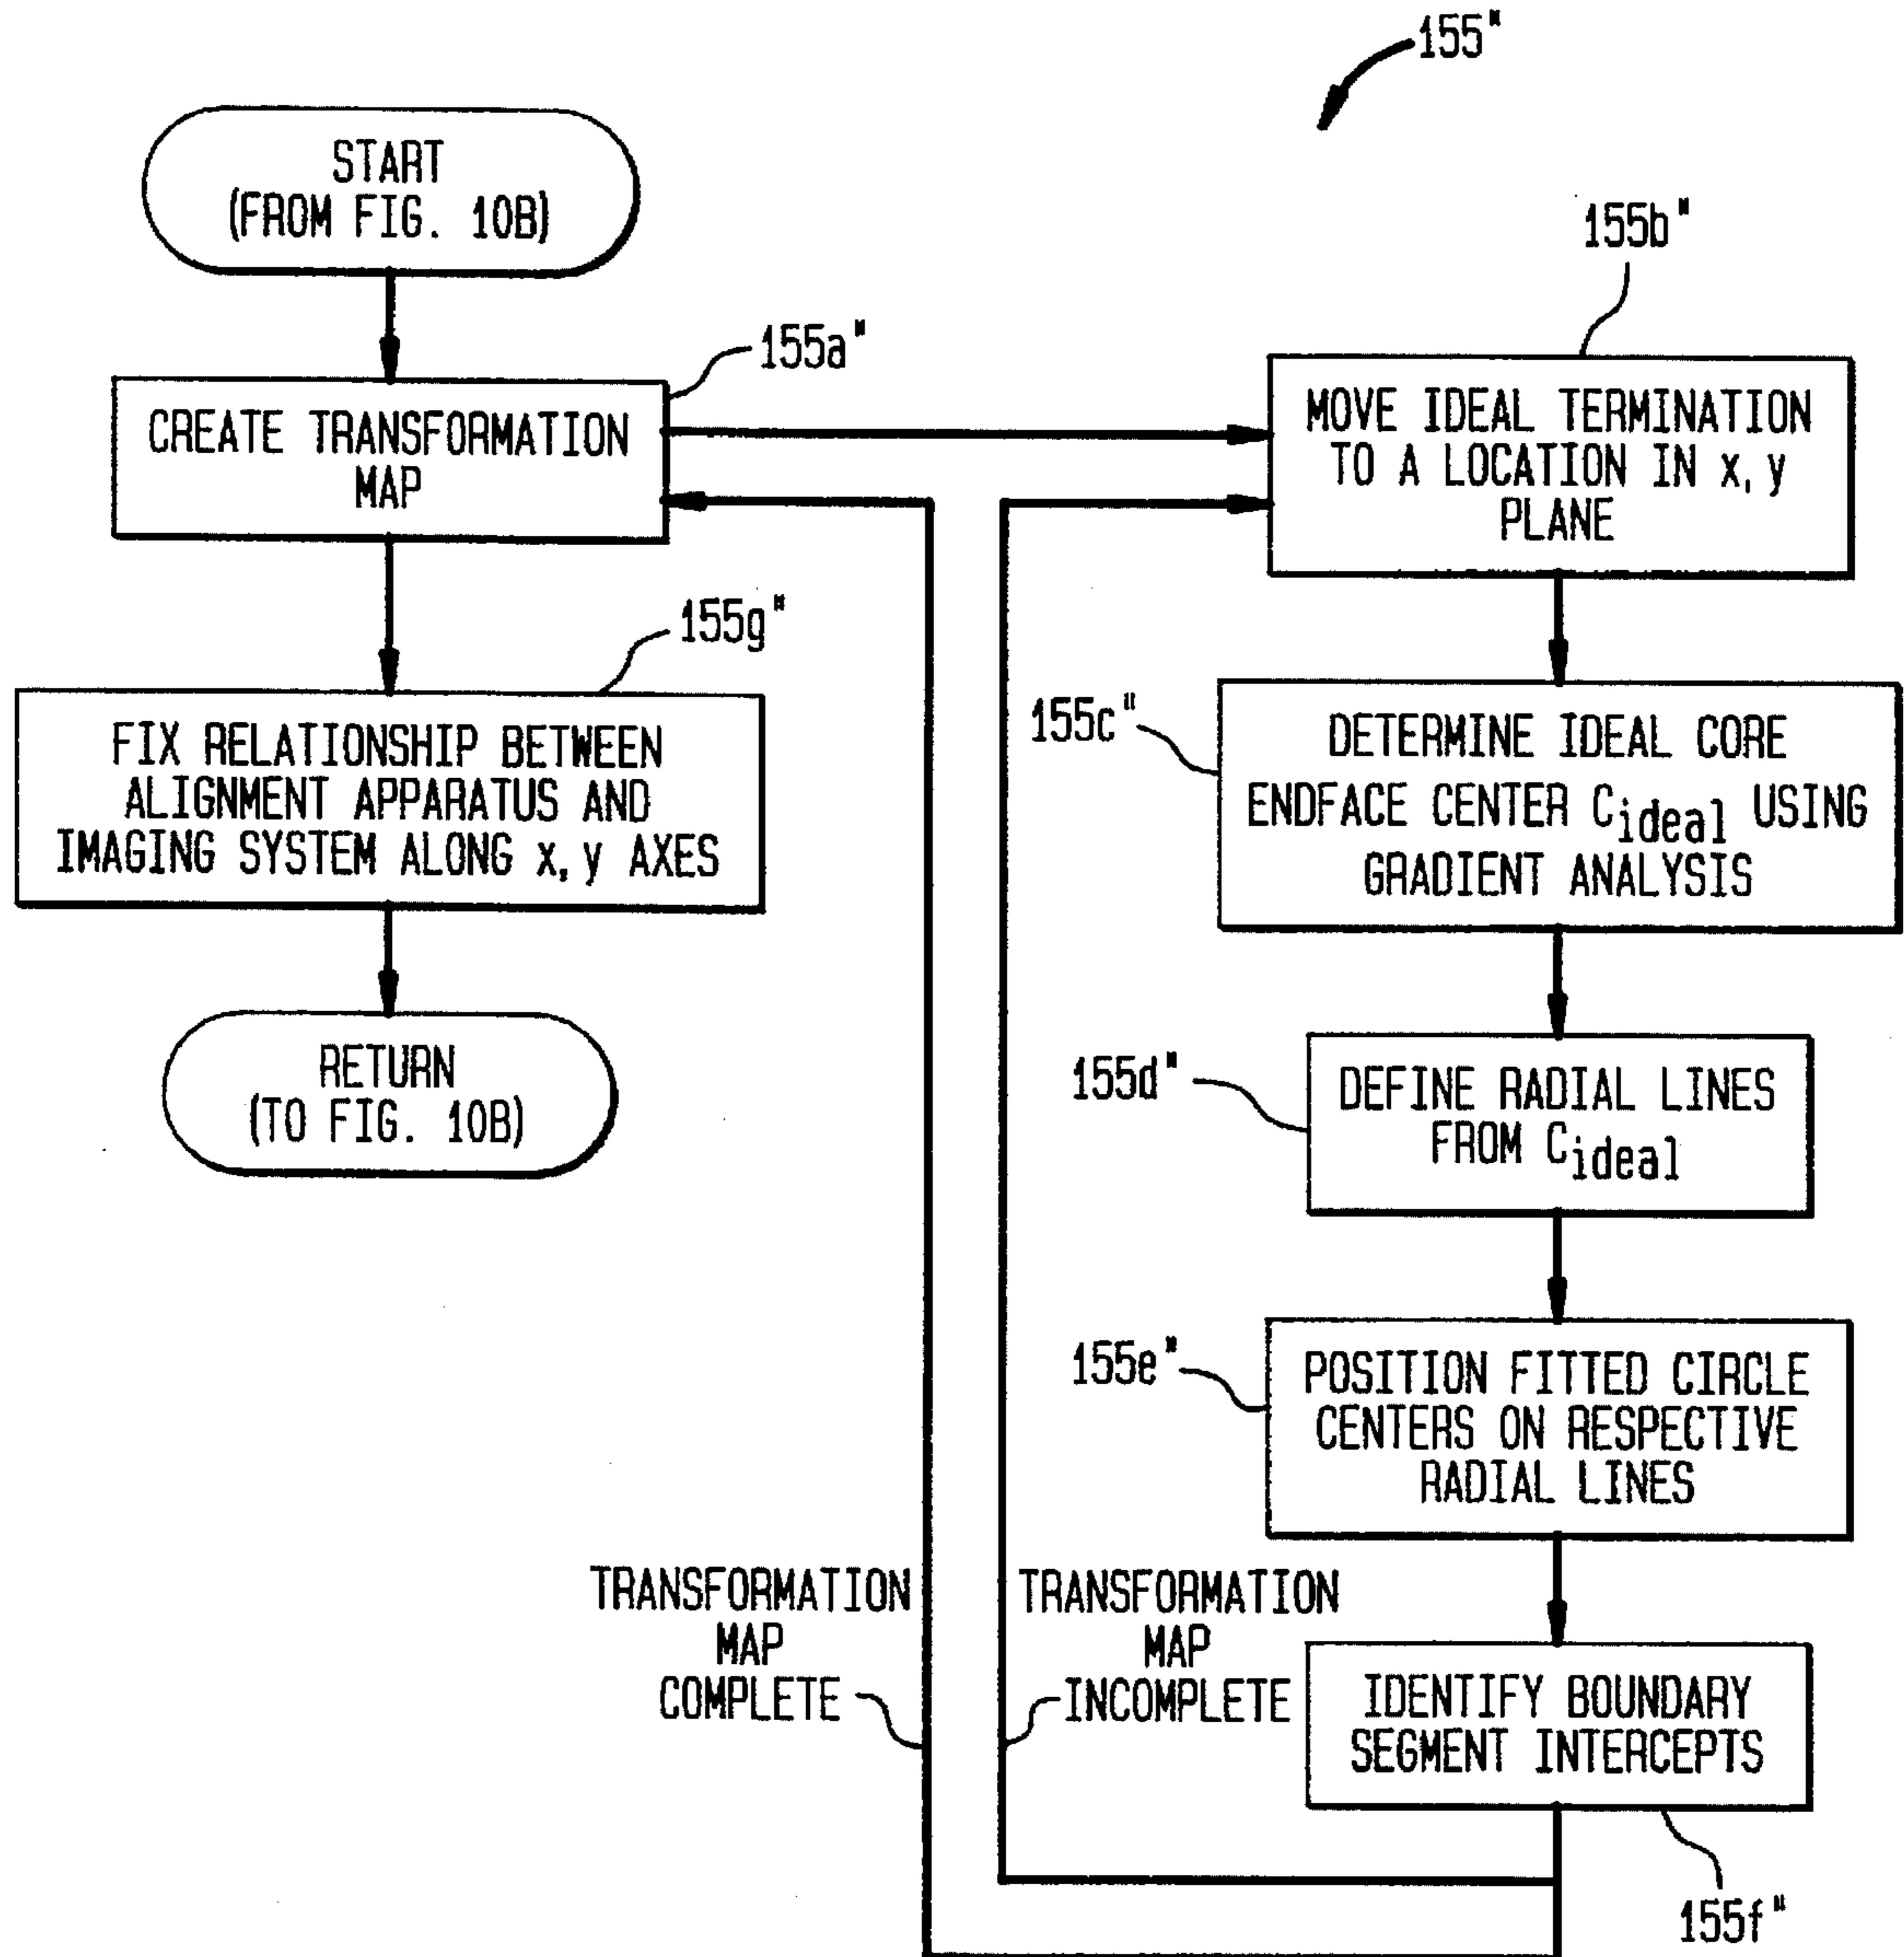 155"
START
(FROM FIG. 10B)
155a"
CREATE TRANSFORMATION
MAP
155g"
FIX RELATIONSHIP BETWEEN
ALIGNMENT APPARATUS AND
IMAGING SYSTEM ALONG x, y AXES
RETURN
(TO FIG. 10B)
155b"
MOVE IDEAL TERMINATION
TO A LOCATION IN x, y
PLANE
155c"
DETERMINE IDEAL CORE
ENDFACE CENTER Cideal USING
GRADIENT ANALYSIS
155d"
DEFINE RADIAL LINES
FROM Cideal
155e"
POSITION FITTED CIRCLE
CENTERS ON RESPECTIVE
RADIAL LINES
TRANSFORMATION
MAP
COMPLETE
TRANSFORMATION
MAP
INCOMPLETE
IDENTIFY BOUNDARY
SEGMENT INTERCEPTS
155f"